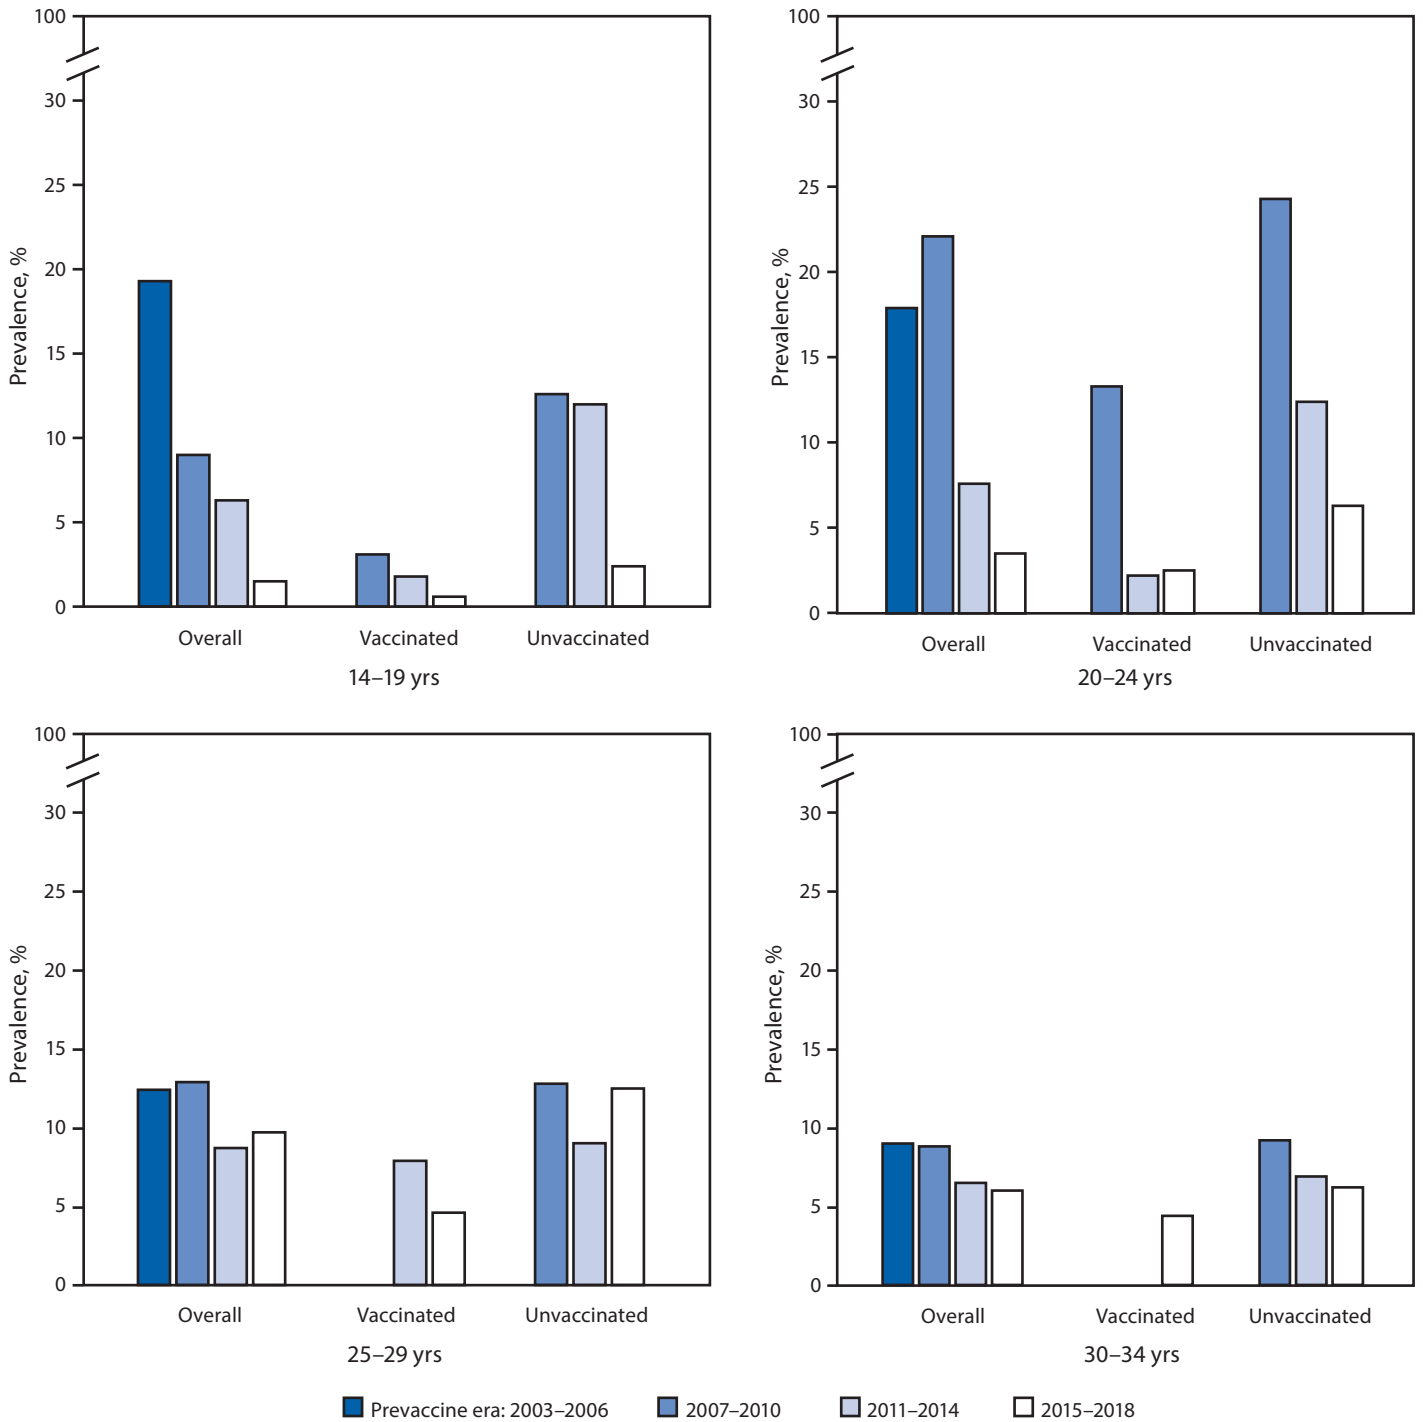 100
30
25
20
15
10
5
0
Prevalence, %
Overall Vaccinated Unvaccinated
14–19 yrs
100
30
25
20
15
10
5
0
Prevalence, %
Overall Vaccinated Unvaccinated
20–24 yrs
100
30
25
20
15
10
5
0
Prevalence, %
Overall Vaccinated Unvaccinated
25–29 yrs
100
30
25
20
15
10
5
0
Prevalence, %
Overall Vaccinated Unvaccinated
30–34 yrs
Prevaccine era: 2003–2006 2007–2010 2011–2014 2015–2018